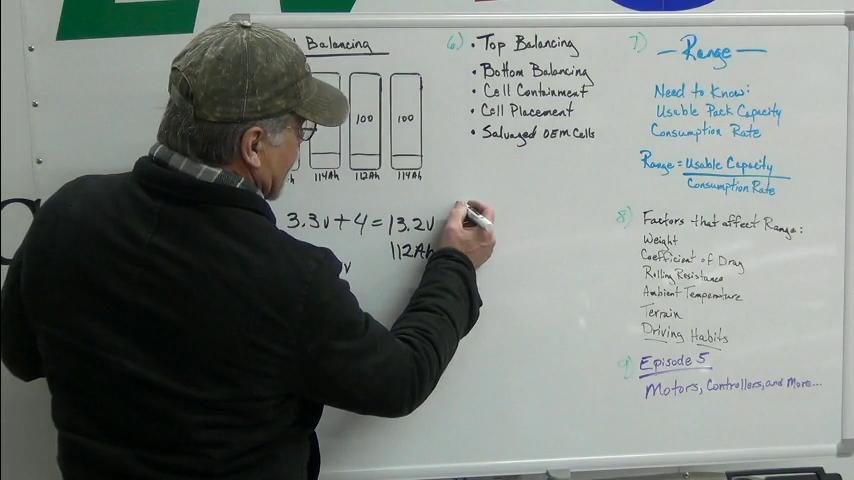 Balancing
100
100
114Ah
112Ah
114Ah
3.3v + 4 = 13.2v
112Ah
6) • Top Balancing
• Bottom Balancing
• Cell Containment
• Cell Placement
• Salvaged OEM Cells
7) — Range —
Need to Know:
Usable Pack Capacity
Consumption Rate
Range = Usable Capacity
Consumption Rate
8) Factors that affect Range:
Weight
Coefficient of Drag
Rolling Resistance
Ambient Temperature
Terrain
Driving Habits
9) Episode 5
Motors, Controllers, and More...